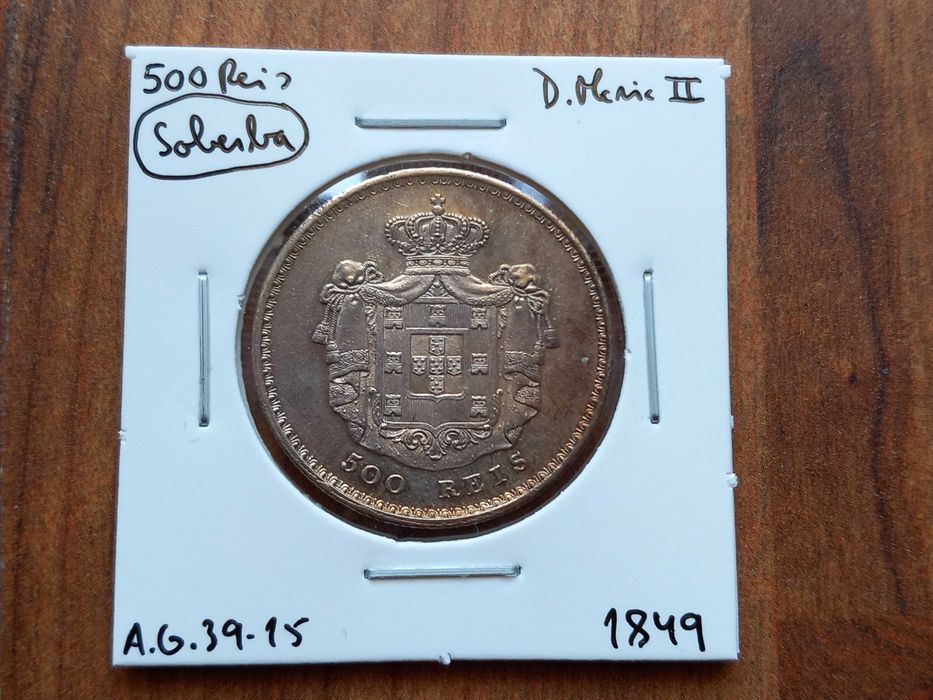 500 Reis
D. Maria II
Soberba
500 REIS
A.G. 39-15
1849